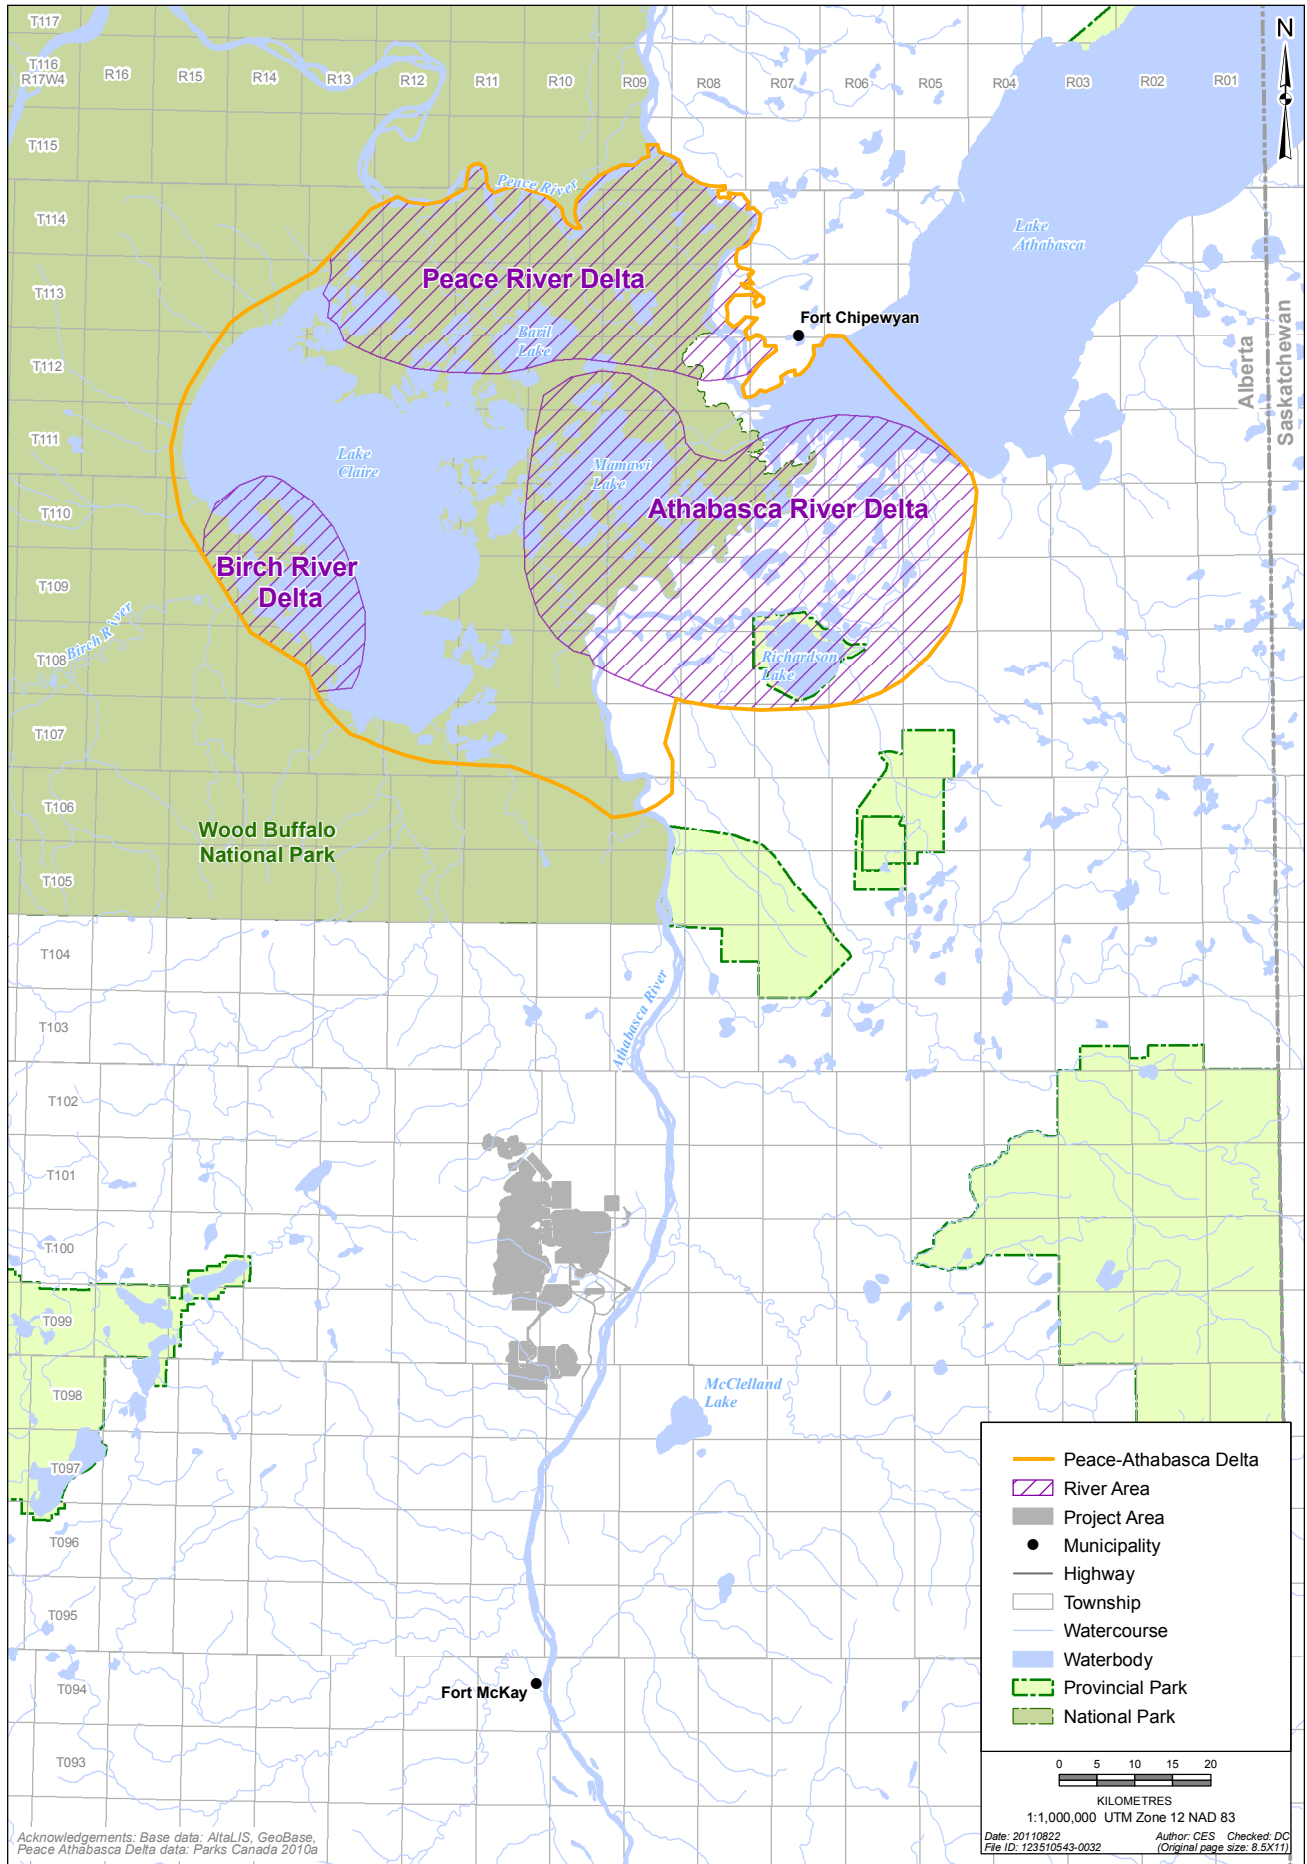 T117
T116
R17W4
R16
R15
R14
R13
R12
R11
R10
R09
R08
R07
R06
R05
R04
R03
R02
R01
N
T115
Peace River
T114
Lake
Athabasca
Peace River Delta
T113
Fort Chipewyan
Baril
Lake
T112
Alberta
Saskatchewan
T111
Lake
Claire
Mamawi
Lake
T110
Athabasca River Delta
Birch River
Delta
T109
Birch River
T108
Richardson
Lake
T107
T106
Wood Buffalo
National Park
T105
T104
Athabasca River
T103
T102
T101
T100
T099
T098
McClelland
Lake
T097
T096
T095
T094
Fort McKay
T093
Peace-Athabasca Delta
River Area
Project Area
Municipality
Highway
Township
Watercourse
Waterbody
Provincial Park
National Park
0 5 10 15 20
KILOMETRES
1:1,000,000 UTM Zone 12 NAD 83
Date: 20110822 Author: CES Checked: DC
File ID: 123510543-0032 (Original page size: 8.5X11)
Acknowledgements: Base data: AltaLIS, GeoBase,
Peace Athabasca Delta data: Parks Canada 2010a